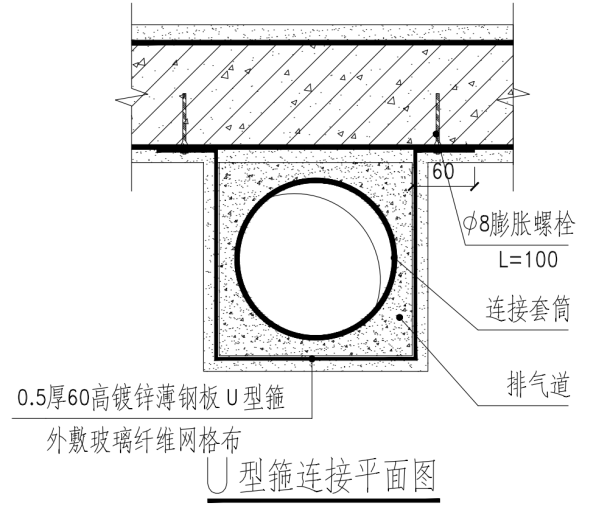 60
ϕ8膨胀螺栓
L=100
连接套筒
排气道
0.5厚60高镀锌薄钢板U型箍
外敷玻璃纤维网格布
U型箍连接平面图